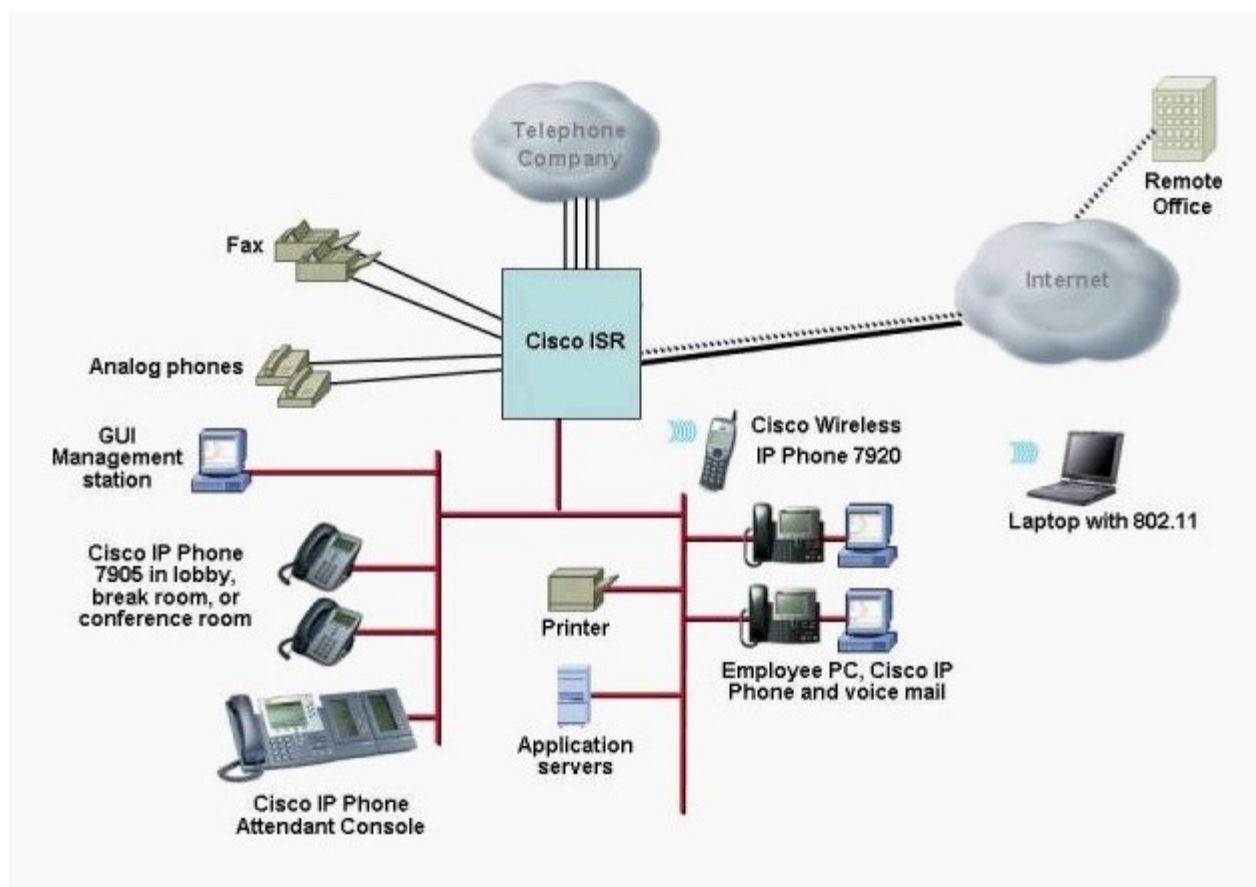 Telephone
Company
Remote
Office
Fax
Internet
Cisco ISR
Analog phones
GUI
Management
station
Cisco Wireless
IP Phone 7920
Laptop with 802.11
Cisco IP Phone
7905 in lobby,
break room, or
conference room
Printer
Employee PC, Cisco IP
Phone and voice mail
Application
servers
Cisco IP Phone
Attendant Console